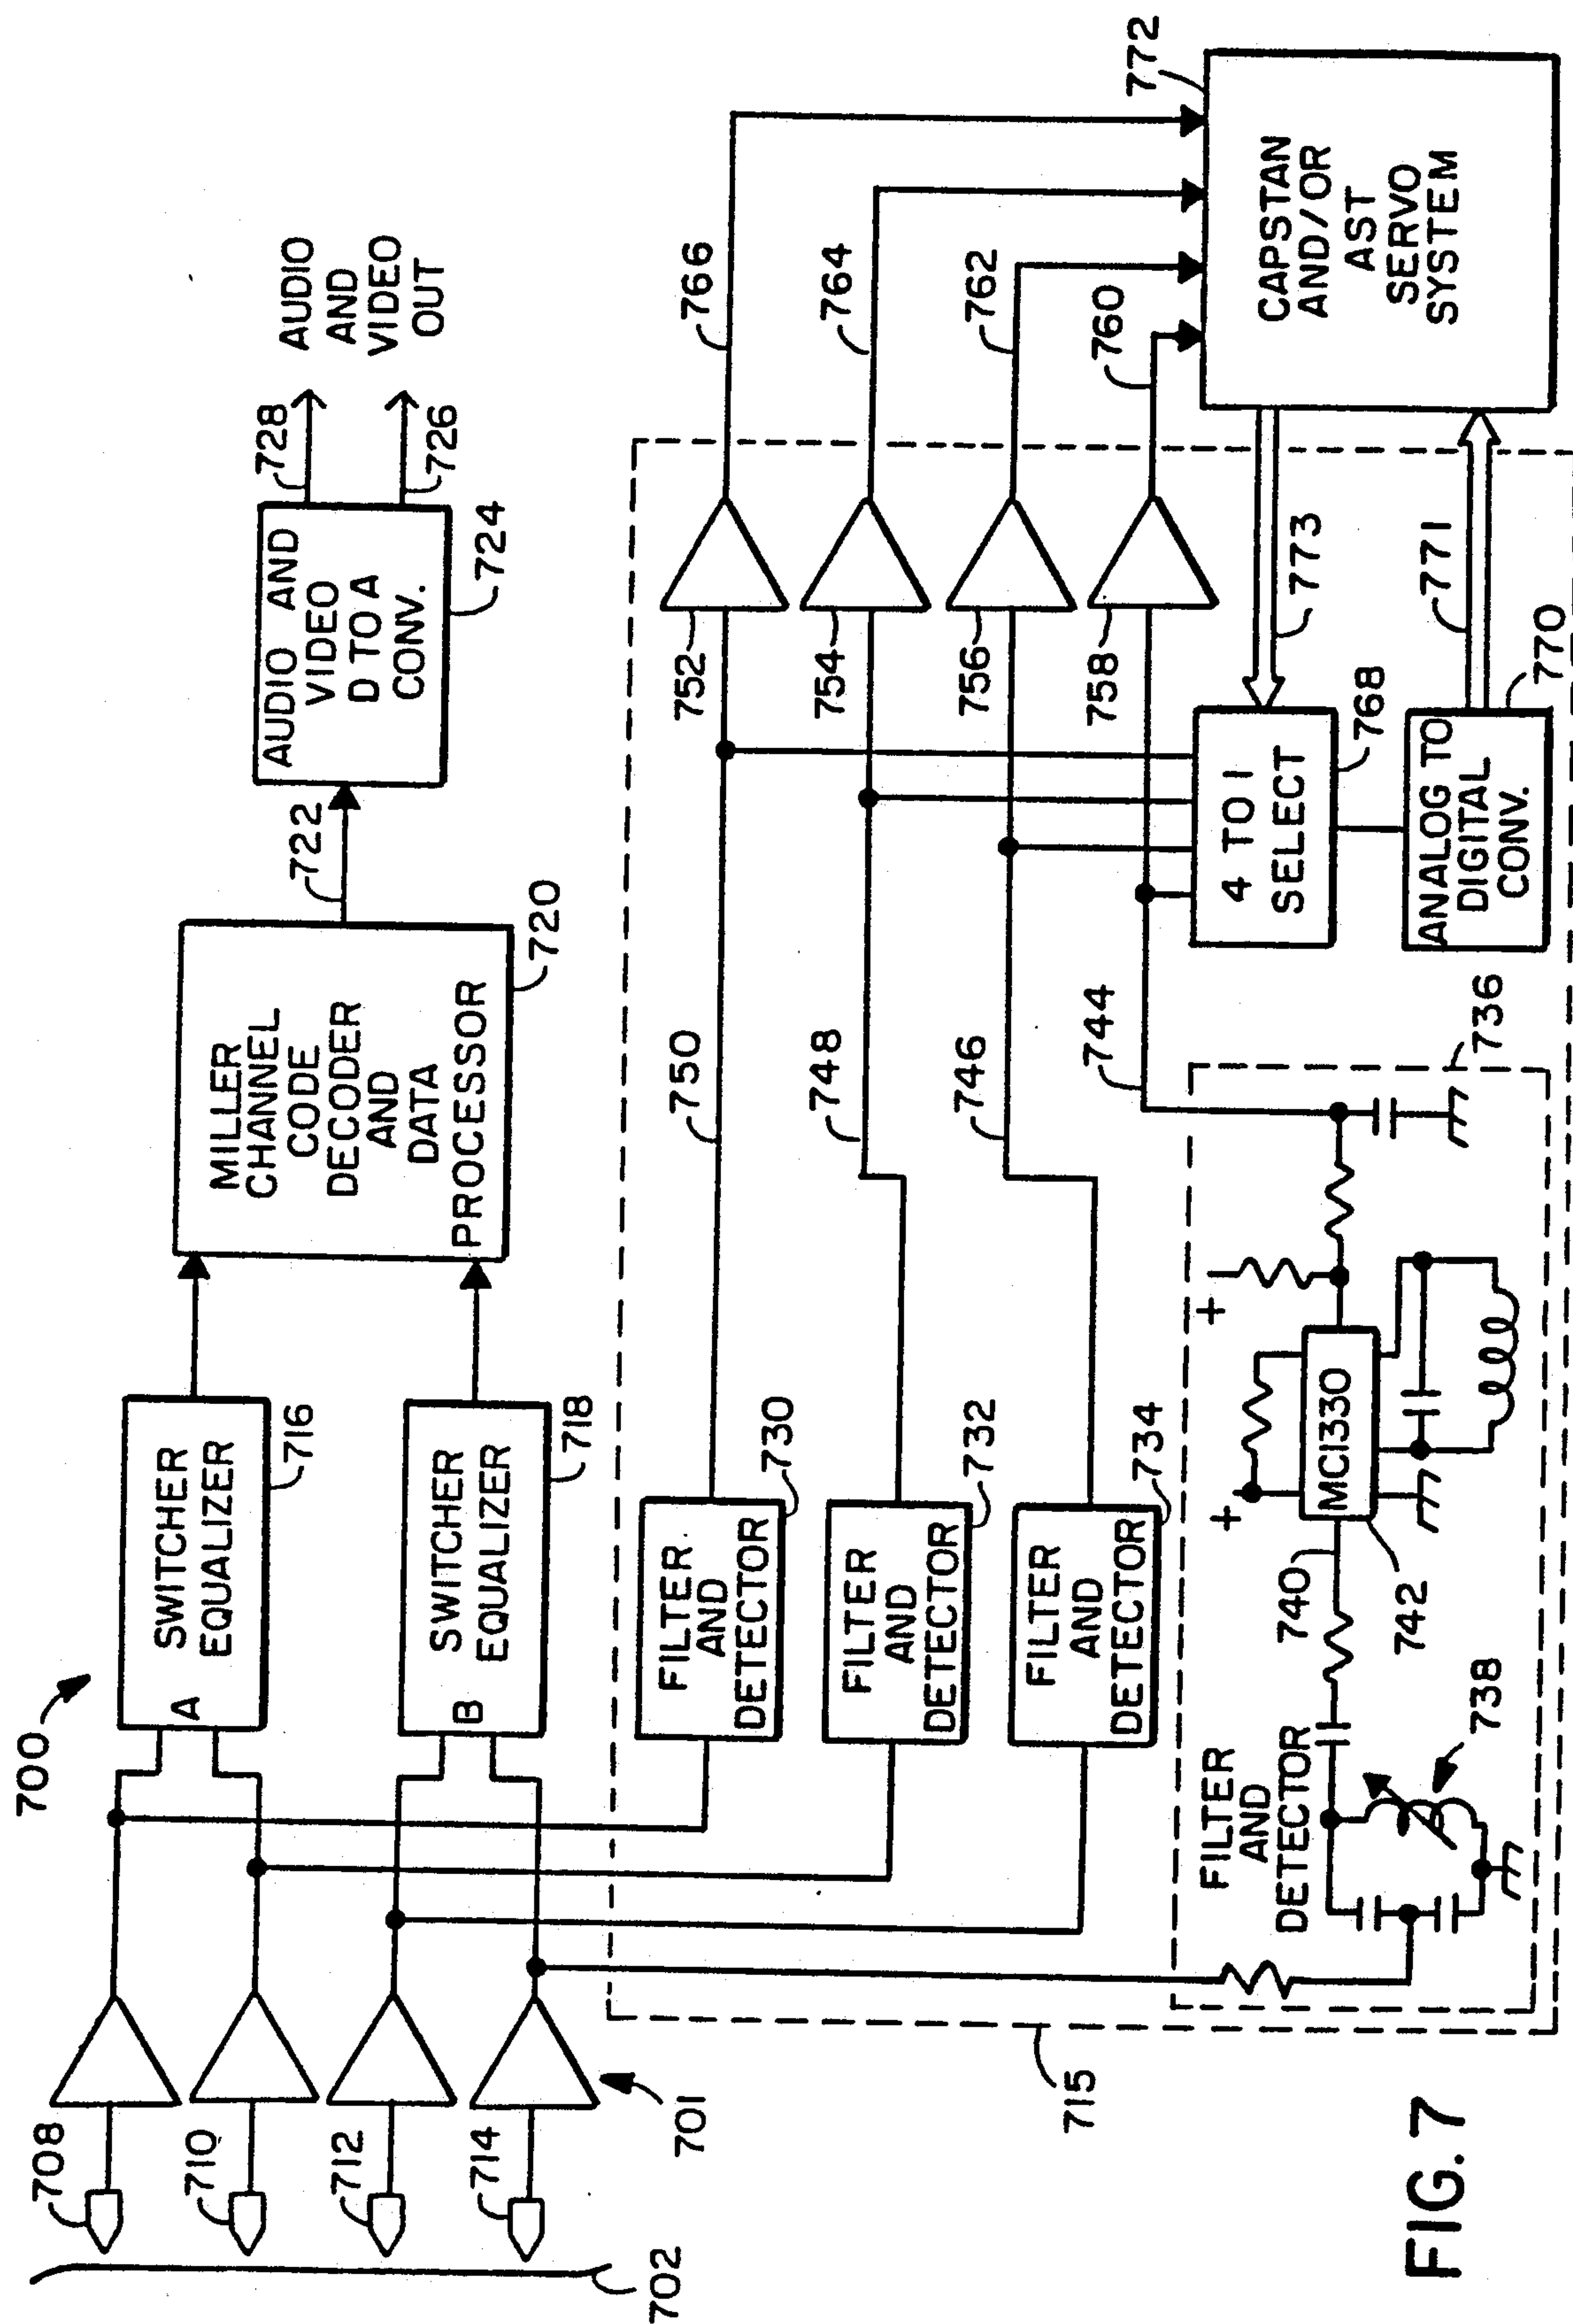 700
708
710
712
714
702
701
A
SWITCHER
EQUALIZER
716
B
SWITCHER
EQUALIZER
718
MILLER
CHANNEL
CODE
DECODER
AND
DATA
PROCESSOR
720
722
AUDIO AND
VIDEO
D TO A
CONV.
724
728
726
AUDIO
AND
VIDEO
OUT
715
FILTER
AND
DETECTOR
730
FILTER
AND
DETECTOR
732
FILTER
AND
DETECTOR
734
750
748
746
744
752
754
756
758
766
764
762
760
772
CAPSTAN
AND/OR
AST
SERVO
SYSTEM
773
771
4 TO 1
SELECT
768
ANALOG TO
DIGITAL
CONV.
770
736
FILTER
AND
DETECTOR
738
740
742
+
+
MC1330
FIG. 7